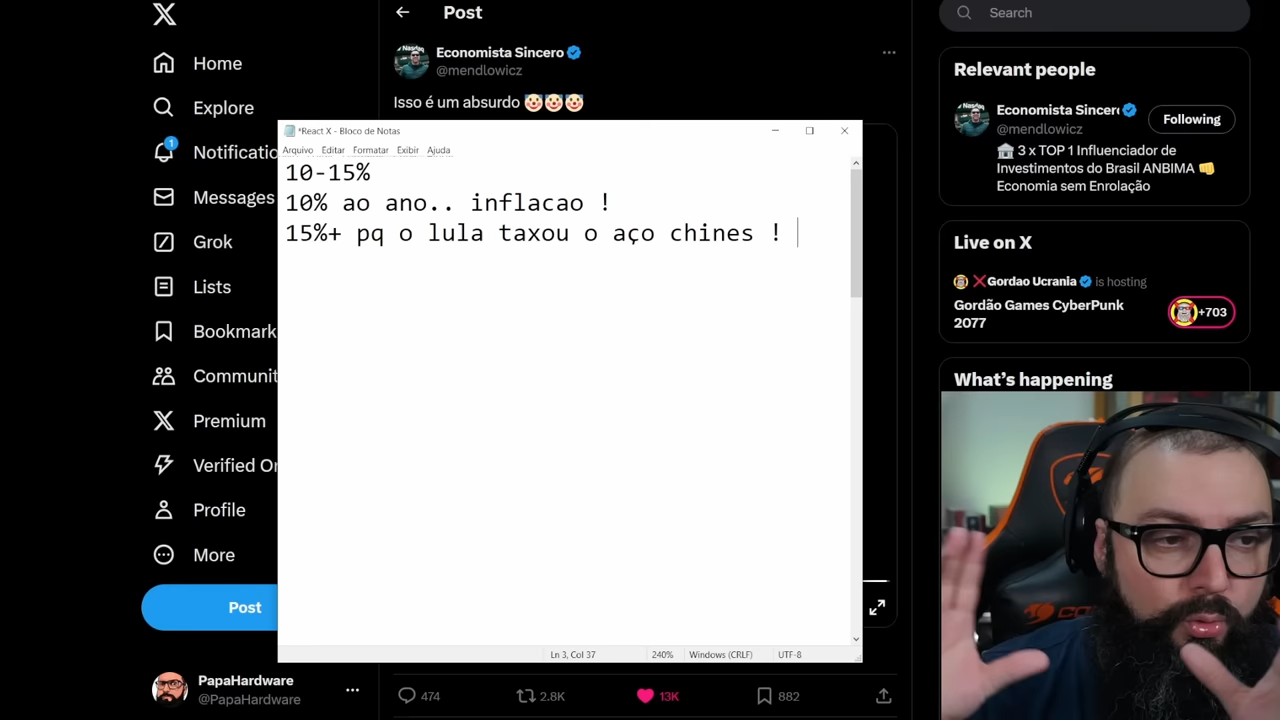 Home
Explore
Notificatio
1
Messages
Grok
Lists
Bookmark
Communit
Premium
Verified Or
Profile
More
Post
PapaHardware
@PapaHardware
Post
Economista Sincero
@mendlowicz
Isso é um absurdo
*React X - Bloco de Notas
Arquivo Editar Formatar Exibir Ajuda
10-15%
10% ao ano.. inflacao !
15%+ pq o lula taxou o aço chines !
Ln 3, Col 37 240% Windows (CRLF) UTF-8
474 2.8K 13K 882
Search
Relevant people
Economista Sincero
@mendlowicz
Following
3 x TOP 1 Influenciador de
Investimentos do Brasil ANBIMA
Economia sem Enrolação
Live on X
Gordao Ucrania is hosting
Gordão Games CyberPunk
2077
+703
What's happening